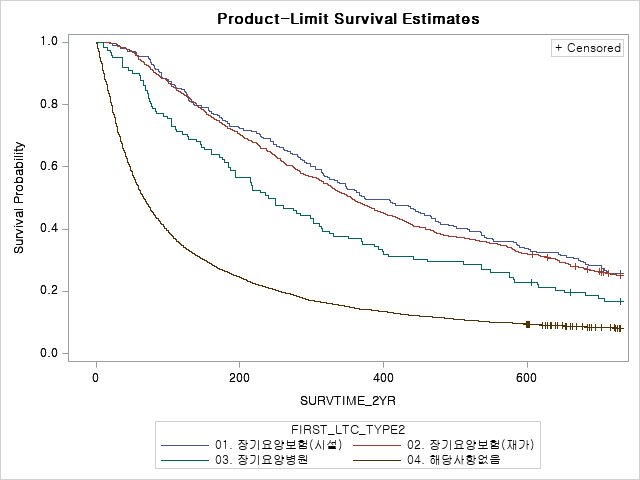 Product-Limit Survival Estimates
+ Censored
1.0
0.8
0.6
0.4
0.2
0.0
Survival Probability
0 200 400 600
SURVTIME_2YR
FIRST_LTC_TYPE2
01. 장기요양보험(시설) 02. 장기요양보험(재가)
03. 장기요양병원 04. 해당사항없음